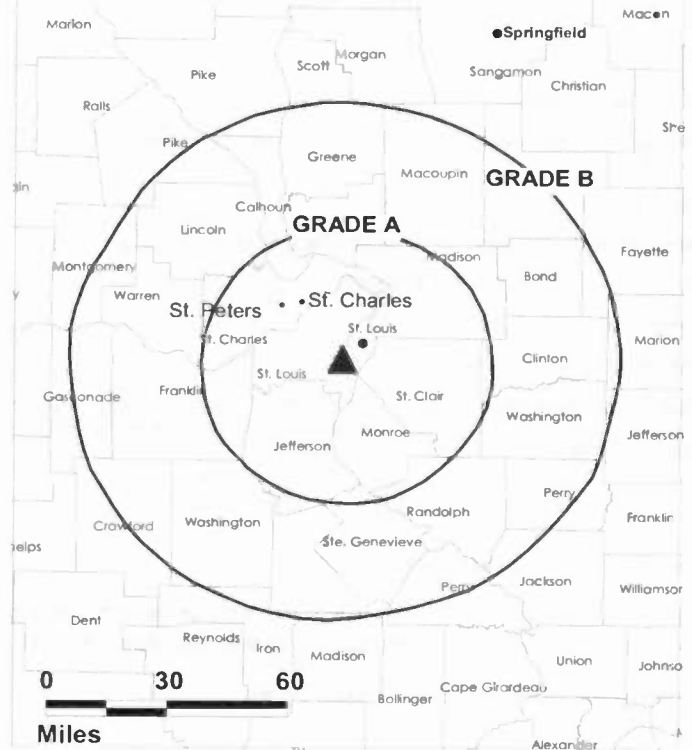 Macon
Marion
Springfield
Morgan
Scott
Pike
Sangamon
Christian
Ralls
Pike
Greene
Macoupin
GRADE B
Calhoun
Lincoln
GRADE A
Madison
Fayette
Montgomery
Bond
Warren
St. Peters
St. Charles
St. Louis
St. Charles
Marion
Clinton
St. Louis
Franklin
Gasconade
St. Clair
Washington
Monroe
Jefferson
Jefferson
Perry
Randolph
Franklin
Crawford
Washington
Ste. Genevieve
helps
Perry
Jackson
Williamson
Dent
Reynolds
Iron
Madison
Union
Johnso
0 30 60
Cape Girardeau
Bollinger
Miles
Alexander